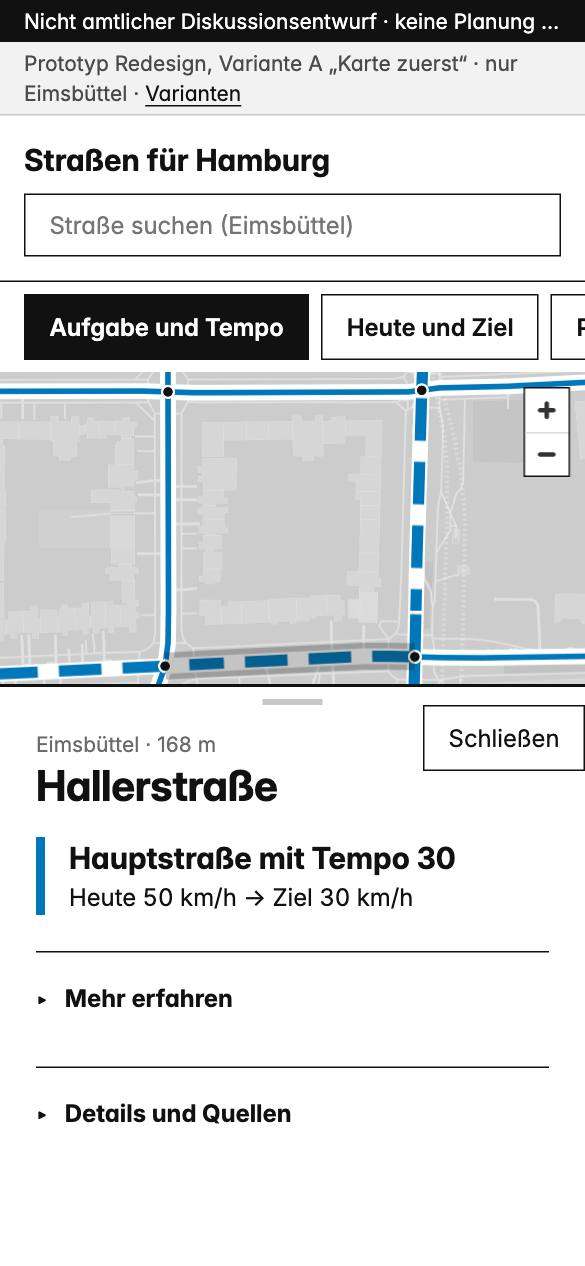 Nicht amtlicher Diskussionsentwurf · keine Planung ...
Prototyp Redesign, Variante A „Karte zuerst“ · nur
Eimsbüttel · Varianten
Straßen für Hamburg
Straße suchen (Eimsbüttel)
Aufgabe und Tempo
Heute und Ziel
+
−
Eimsbüttel · 168 m
Schließen
Hallerstraße
Hauptstraße mit Tempo 30
Heute 50 km/h → Ziel 30 km/h
▸ Mehr erfahren
▸ Details und Quellen